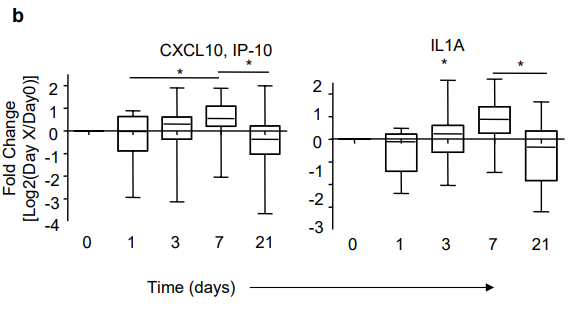 b
CXCL10, IP-10
IL1A
*
*
*
*
Fold Change
[Log2(Day X/Day0)]
2
1
0
-1
-2
-3
-4
2
1
0
-1
-2
-3
0 1 3 7 21
0 1 3 7 21
Time (days)